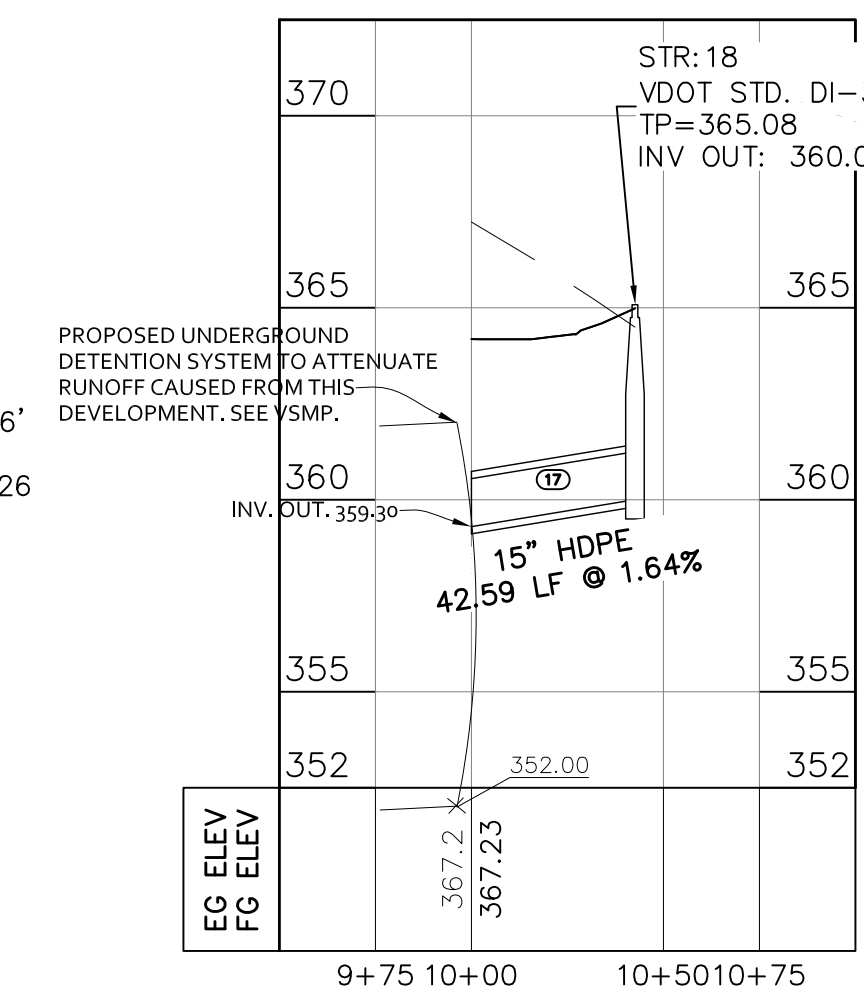 STR:18
VDOT STD. DI-3
TP=365.08
INV OUT: 360.0
370
365 365
PROPOSED UNDERGROUND
DETENTION SYSTEM TO ATTENUATE
RUNOFF CAUSED FROM THIS
DEVELOPMENT. SEE VSMP.
6'
26
360 360
17
INV. OUT. 359.30
15" HDPE
42.59 LF @ 1.64%
355 355
352 352
352.00
EG ELEV
FG ELEV
367.2
367.23
9+75 10+00 10+50 10+75